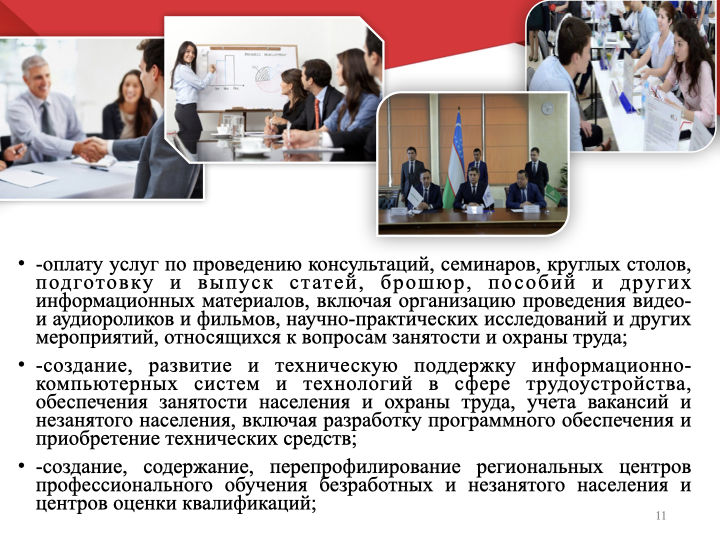 • -оплату услуг по проведению консультаций, семинаров, круглых столов,
подготовку и выпуск статей, брошюр, пособий и других
информационных материалов, включая организацию проведения видео-
и аудиороликов и фильмов, научно-практических исследований и других
мероприятий, относящихся к вопросам занятости и охраны труда;
• -создание, развитие и техническую поддержку информационно-
компьютерных систем и технологий в сфере трудоустройства,
обеспечения занятости населения и охраны труда, учета вакансий и
незанятого населения, включая разработку программного обеспечения и
приобретение технических средств;
• -создание, содержание, перепрофилирование региональных центров
профессионального обучения безработных и незанятого населения и
центров оценки квалификаций;
11